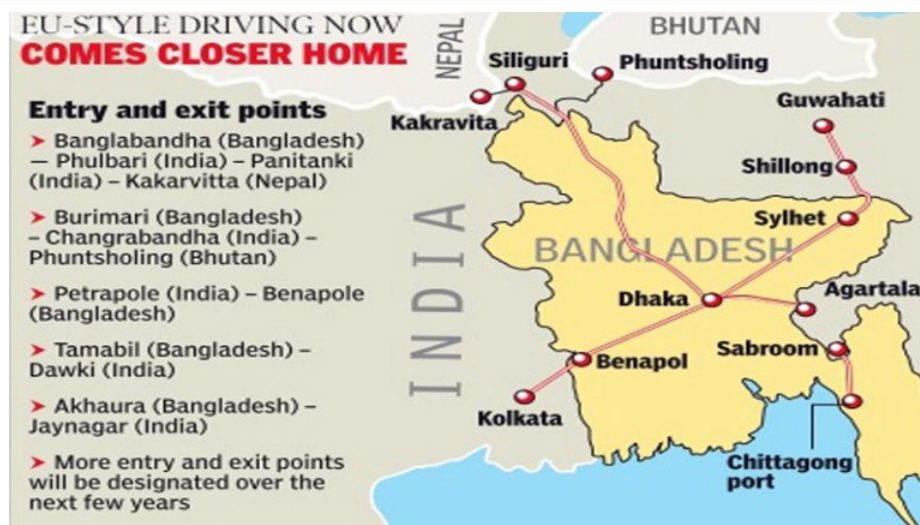 EU-STYLE DRIVING NOW
COMES CLOSER HOME
Entry and exit points
➤ Banglabandha (Bangladesh)
— Phulbari (India) – Panitanki
(India) – Kakarvitta (Nepal)
➤ Burimari (Bangladesh)
– Changrabandha (India) –
Phuntsholing (Bhutan)
➤ Petrapole (India) – Benapole
(Bangladesh)
➤ Tamabil (Bangladesh) –
Dawki (India)
➤ Akhaura (Bangladesh) –
Jaynagar (India)
➤ More entry and exit points
will be designated over the
next few years
NEPAL
BHUTAN
Siliguri
Phuntsholing
Kakravita
Guwahati
Shillong
Sylhet
INDIA
BANGLADESH
Dhaka
Agartala
Benapol
Sabroom
Kolkata
Chittagong
port